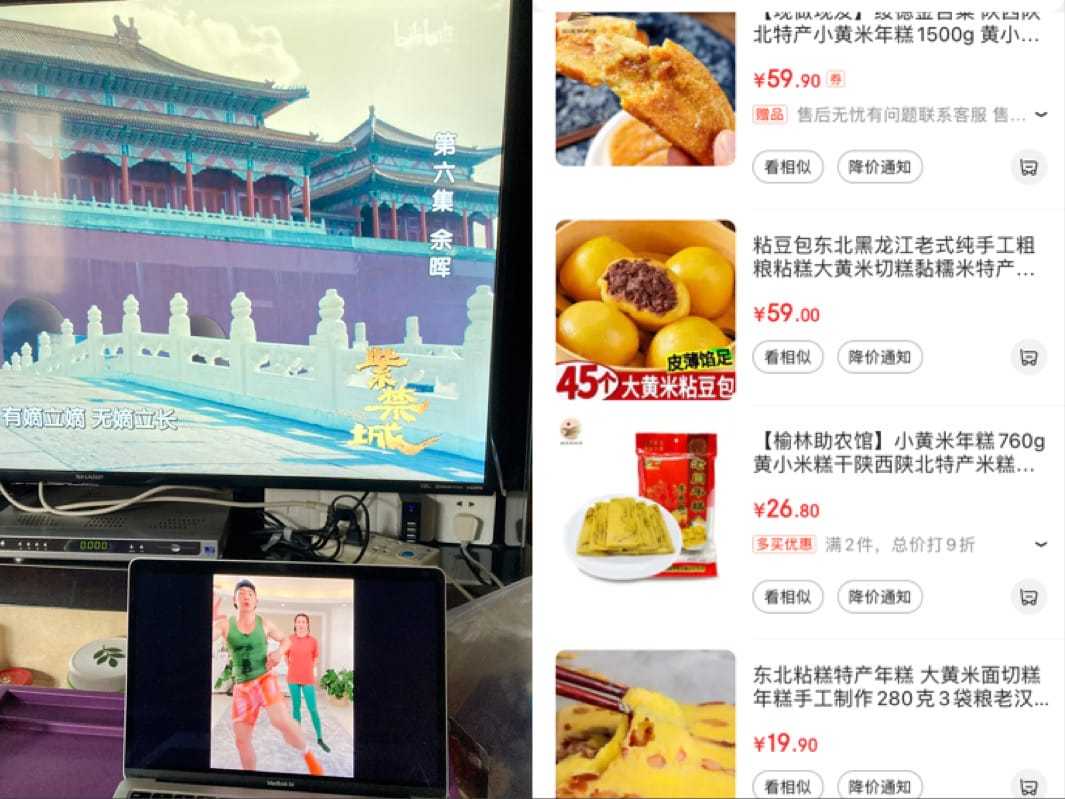 bilibili
第六集 余晖
紫禁城
有嫡立嫡 无嫡立长
SHARP
0.000
MacBook Air
北特产小黄米年糕1500g 黄小...
¥59.90 券
赠品 售后无忧有问题联系客服 售...
看相似 降价通知
粘豆包东北黑龙江老式纯手工粗
粮粘糕大黄米切糕黏糯米特产...
¥59.00
皮薄馅足
45个大黄米粘豆包
看相似 降价通知
【榆林助农馆】小黄米年糕760g
黄小米糕干陕西陕北特产米糕...
¥26.80
多买优惠 满2件，总价打9折
看相似 降价通知
东北粘糕特产年糕 大黄米面切糕
年糕手工制作280克3袋粮老汉...
¥19.90
看相似 降价通知